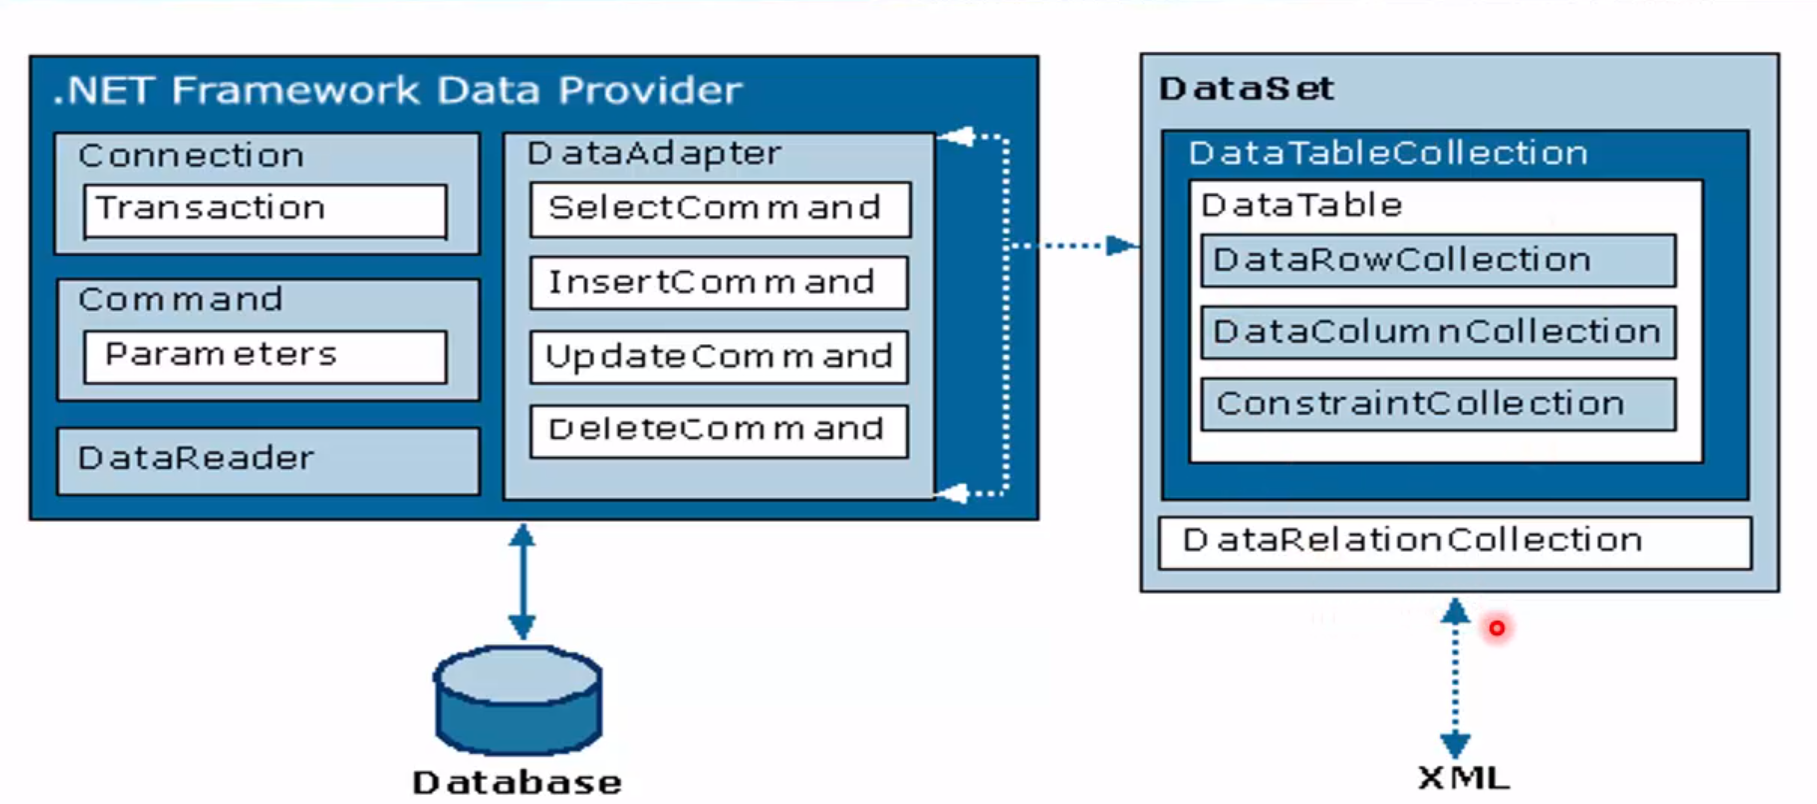 .NET Framework Data Provider
Connection
Transaction
Command
Parameters
DataReader
DataAdapter
SelectCommand
InsertCommand
UpdateCommand
DeleteCommand
Database
DataSet
DataTableCollection
DataTable
DataRowCollection
DataColumnCollection
ConstraintCollection
DataRelationCollection
XML